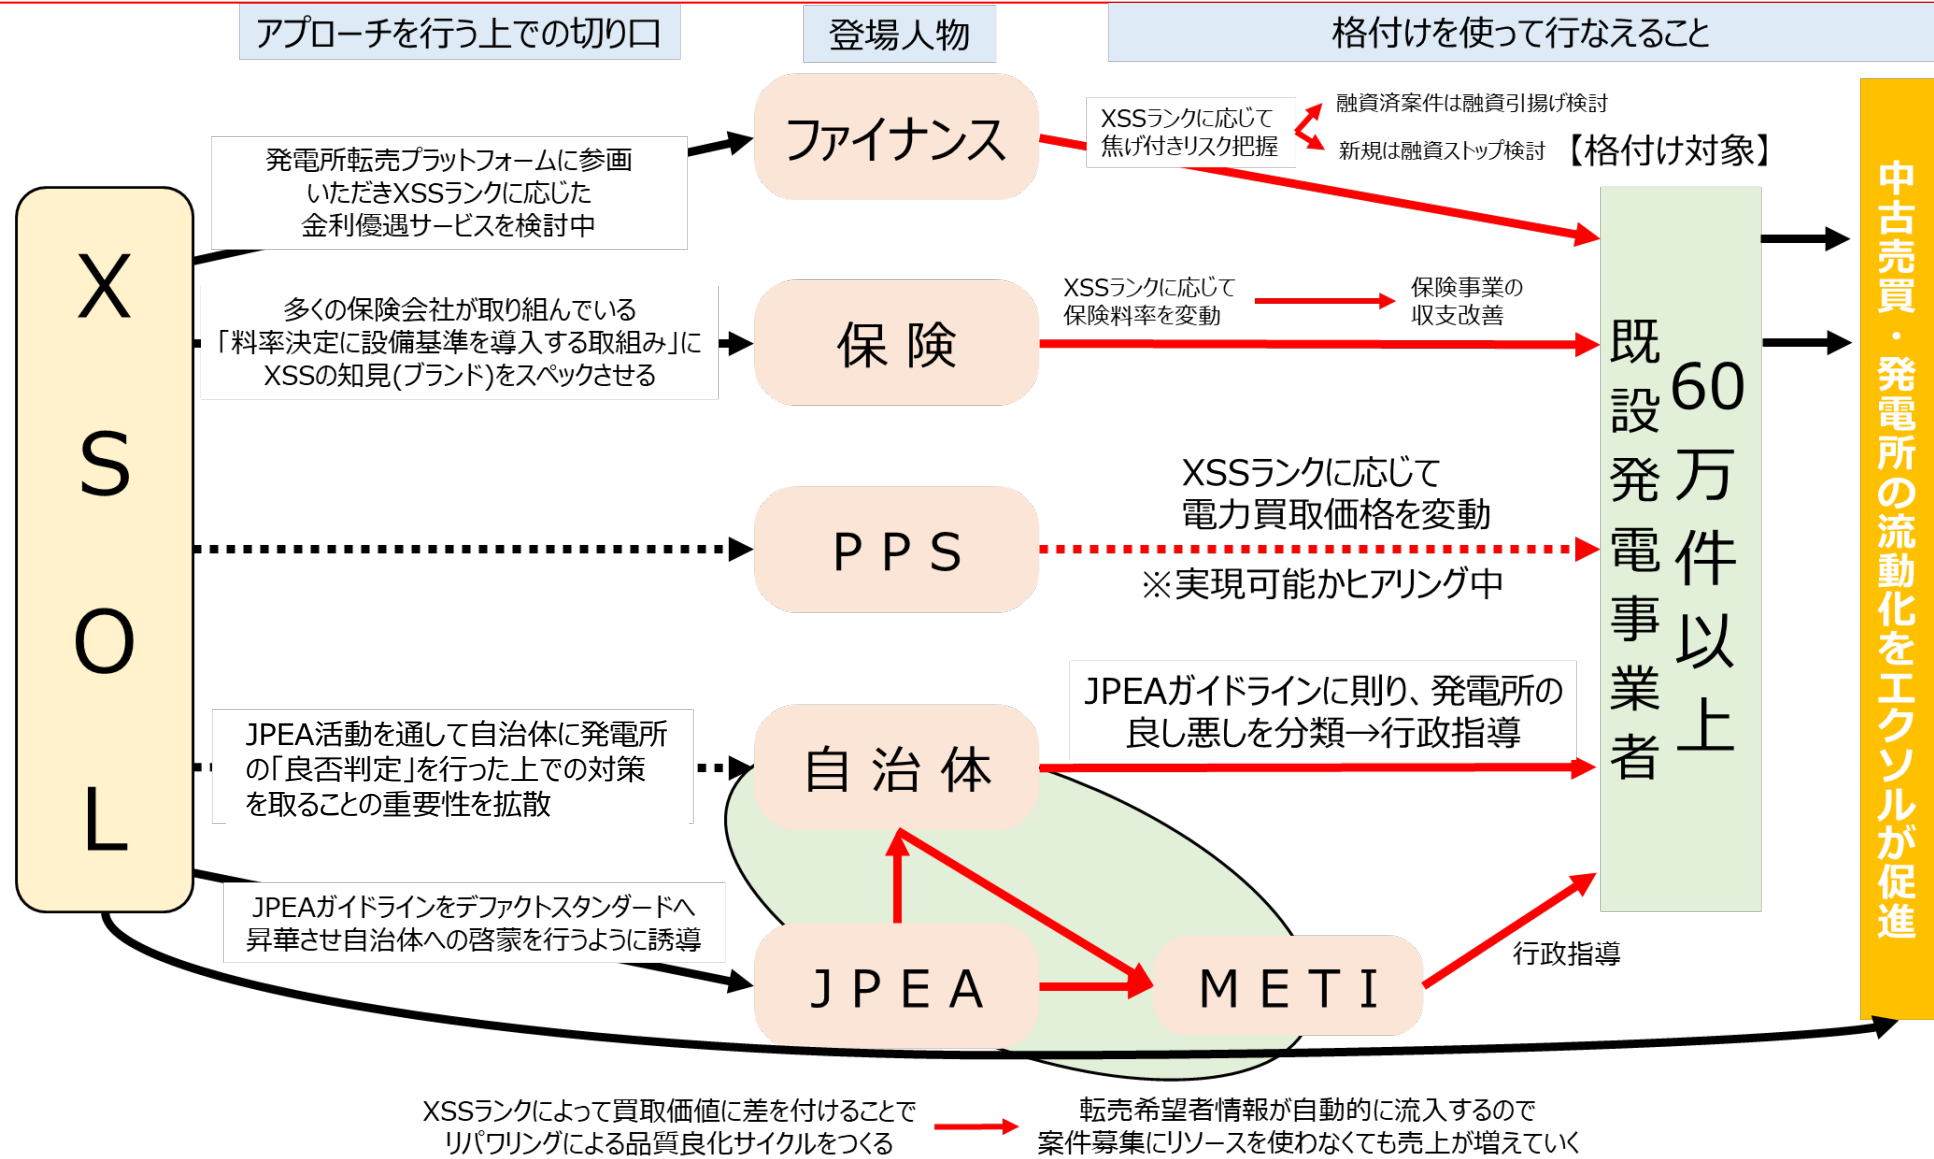 アプローチを行う上での切り口
登場人物
格付けを使って行なえること
XSOL
発電所転売プラットフォームに参画
いただきXSSランクに応じた
金利優遇サービスを検討中
ファイナンス
XSSランクに応じて
焦げ付きリスク把握
融資済案件は融資引揚げ検討
新規は融資ストップ検討
【格付け対象】
多くの保険会社が取り組んでいる
「料率決定に設備基準を導入する取組み」に
XSSの知見(ブランド)をスペックさせる
保険
XSSランクに応じて
保険料率を変動
保険事業の
収支改善
PPS
XSSランクに応じて
電力買取価格を変動
※実現可能かヒアリング中
JPEA活動を通して自治体に発電所
の「良否判定」を行った上での対策
を取ることの重要性を拡散
自治体
JPEAガイドラインに則り、発電所の
良し悪しを分類→行政指導
JPEAガイドラインをデファクトスタンダードへ
昇華させ自治体への啓蒙を行うように誘導
JPEA
METI
行政指導
60万件以上
既設発電事業者
中古売買・発電所の流動化をエクソルが促進
XSSランクによって買取価値に差を付けることで
リパワリングによる品質良化サイクルをつくる
転売希望者情報が自動的に流入するので
案件募集にリソースを使わなくても売上が増えていく